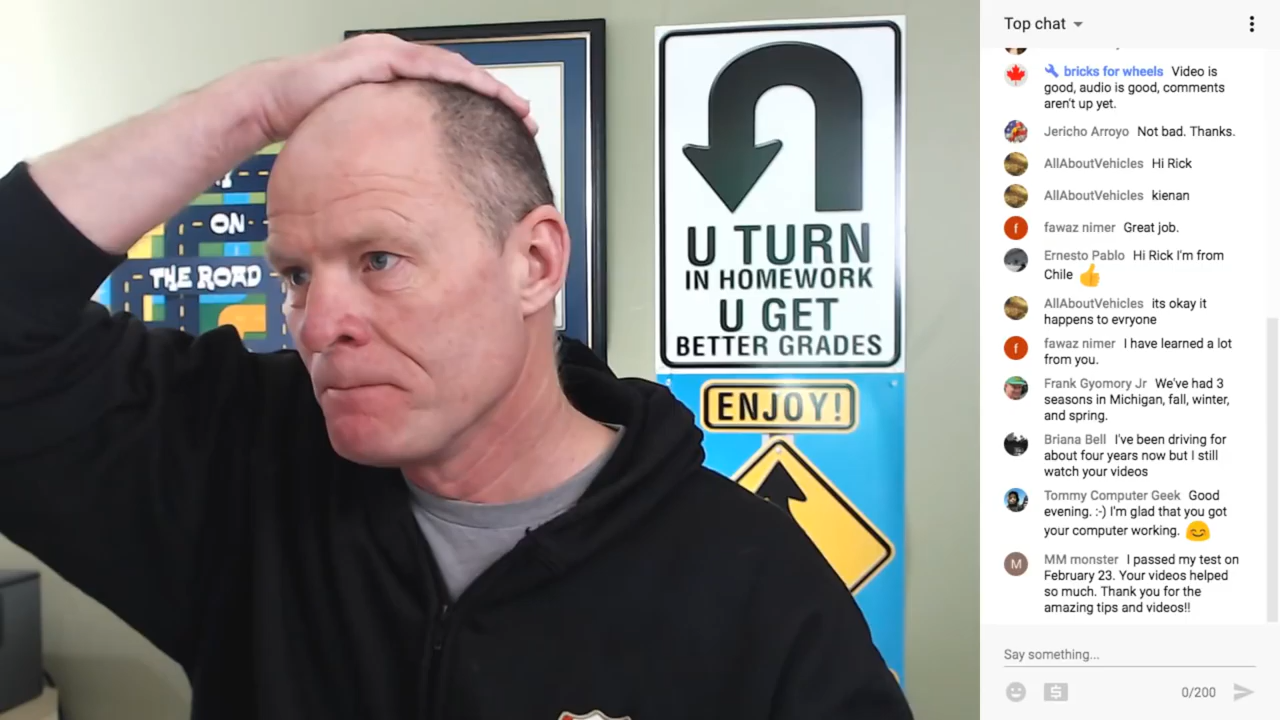 ON
THE ROAD
U TURN
IN HOMEWORK
U GET
BETTER GRADES
ENJOY!
Top chat
bricks for wheels Video is
good, audio is good, comments
aren't up yet.
Jericho Arroyo Not bad. Thanks.
AllAboutVehicles Hi Rick
AllAboutVehicles kienan
f
fawaz nimer Great job.
Ernesto Pablo Hi Rick I'm from
Chile 👍
AllAboutVehicles its okay it
happens to evryone
f
fawaz nimer I have learned a lot
from you.
Frank Gyomory Jr We've had 3
seasons in Michigan, fall, winter,
and spring.
Briana Bell I've been driving for
about four years now but I still
watch your videos
Tommy Computer Geek Good
evening. :-) I'm glad that you got
your computer working. 😊
M
MM monster I passed my test on
February 23. Your videos helped
so much. Thank you for the
amazing tips and videos!!
Say something...
$
0/200